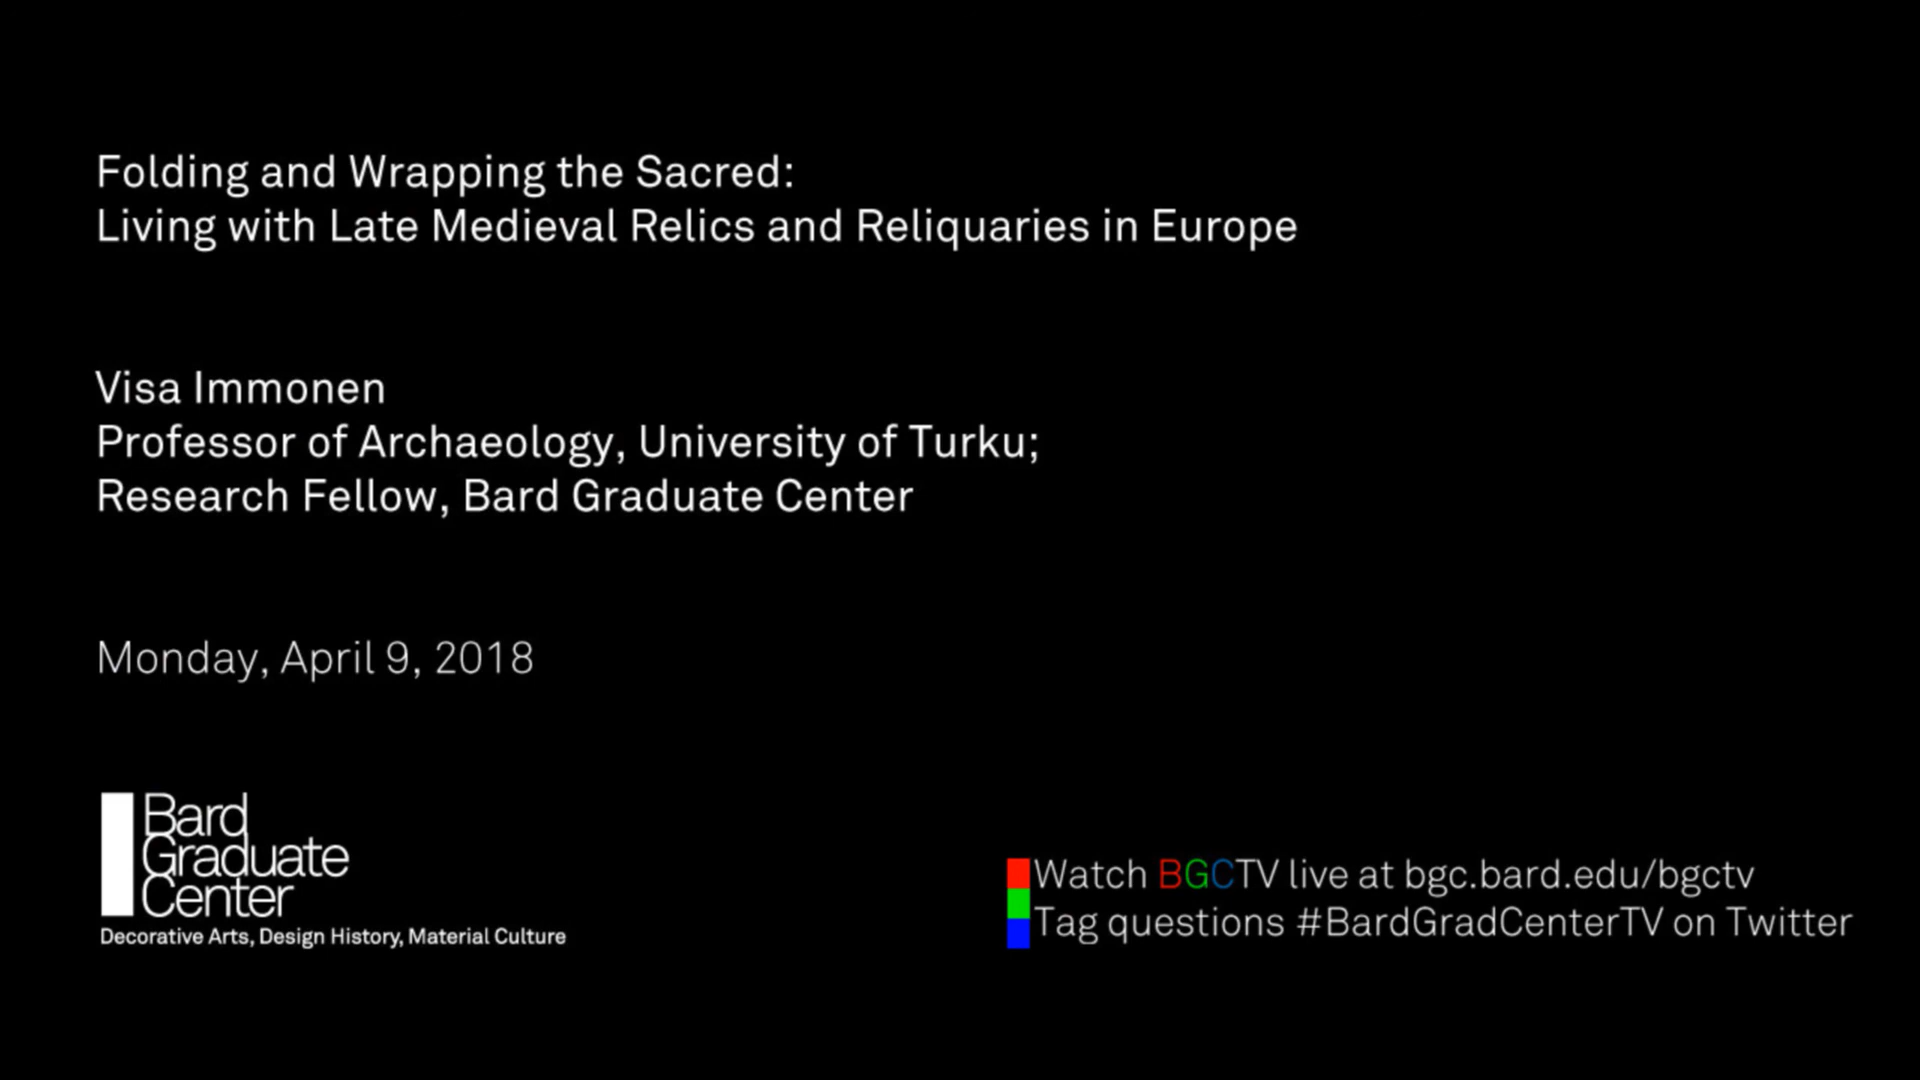 Folding and Wrapping the Sacred:
Living with Late Medieval Relics and Reliquaries in Europe
Visa Immonen
Professor of Archaeology, University of Turku;
Research Fellow, Bard Graduate Center
Monday, April 9, 2018
Bard
Graduate
Center
Decorative Arts, Design History, Material Culture
Watch BGCTV live at bgc.bard.edu/bgctv
Tag questions #BardGradCenterTV on Twitter